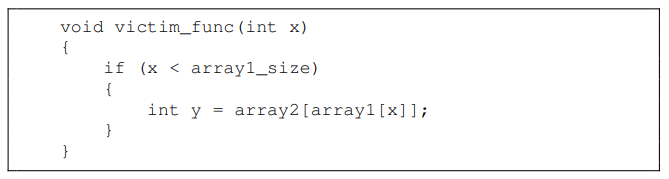 void victim_func(int x)
{
    if (x < array1_size)
    {
        int y = array2[array1[x]];
    }
}